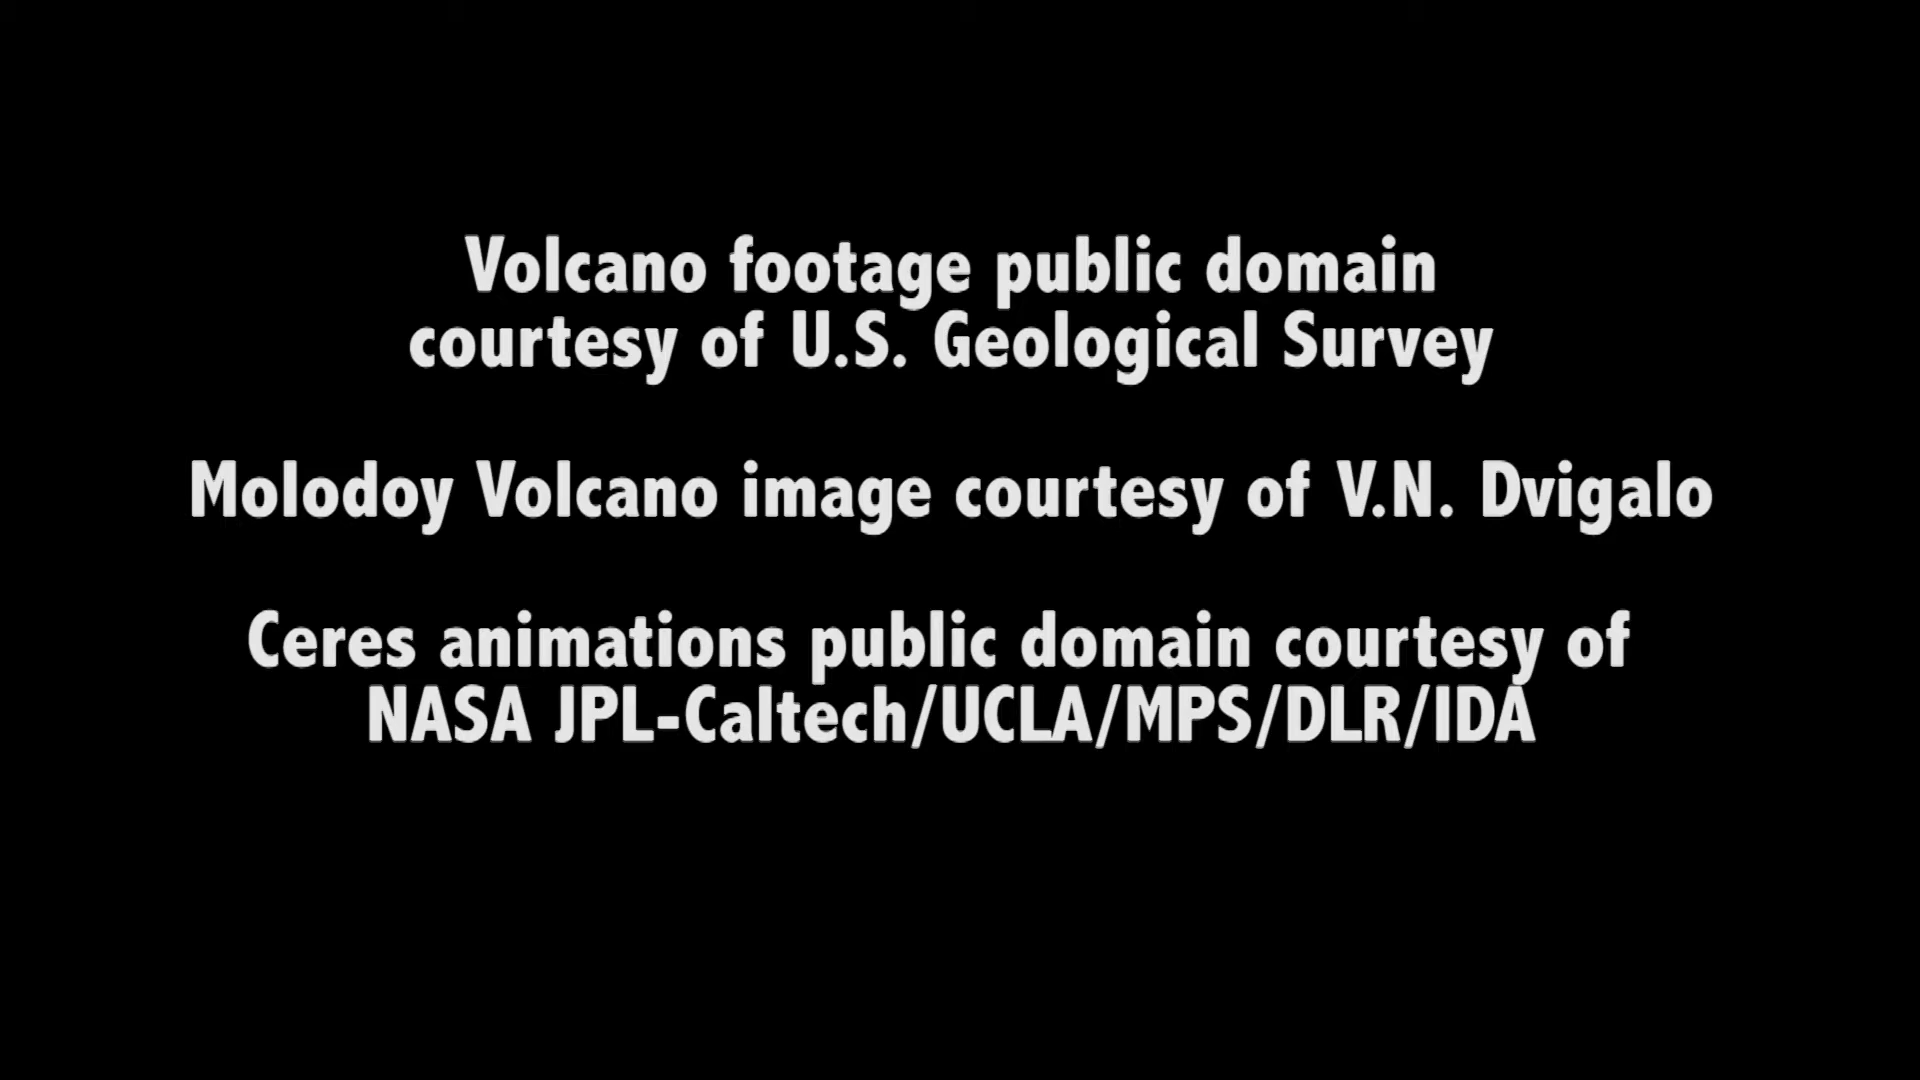 Volcano footage public domain
courtesy of U.S. Geological Survey
Molodoy Volcano image courtesy of V.N. Dvigalo
Ceres animations public domain courtesy of
NASA JPL-Caltech/UCLA/MPS/DLR/IDA